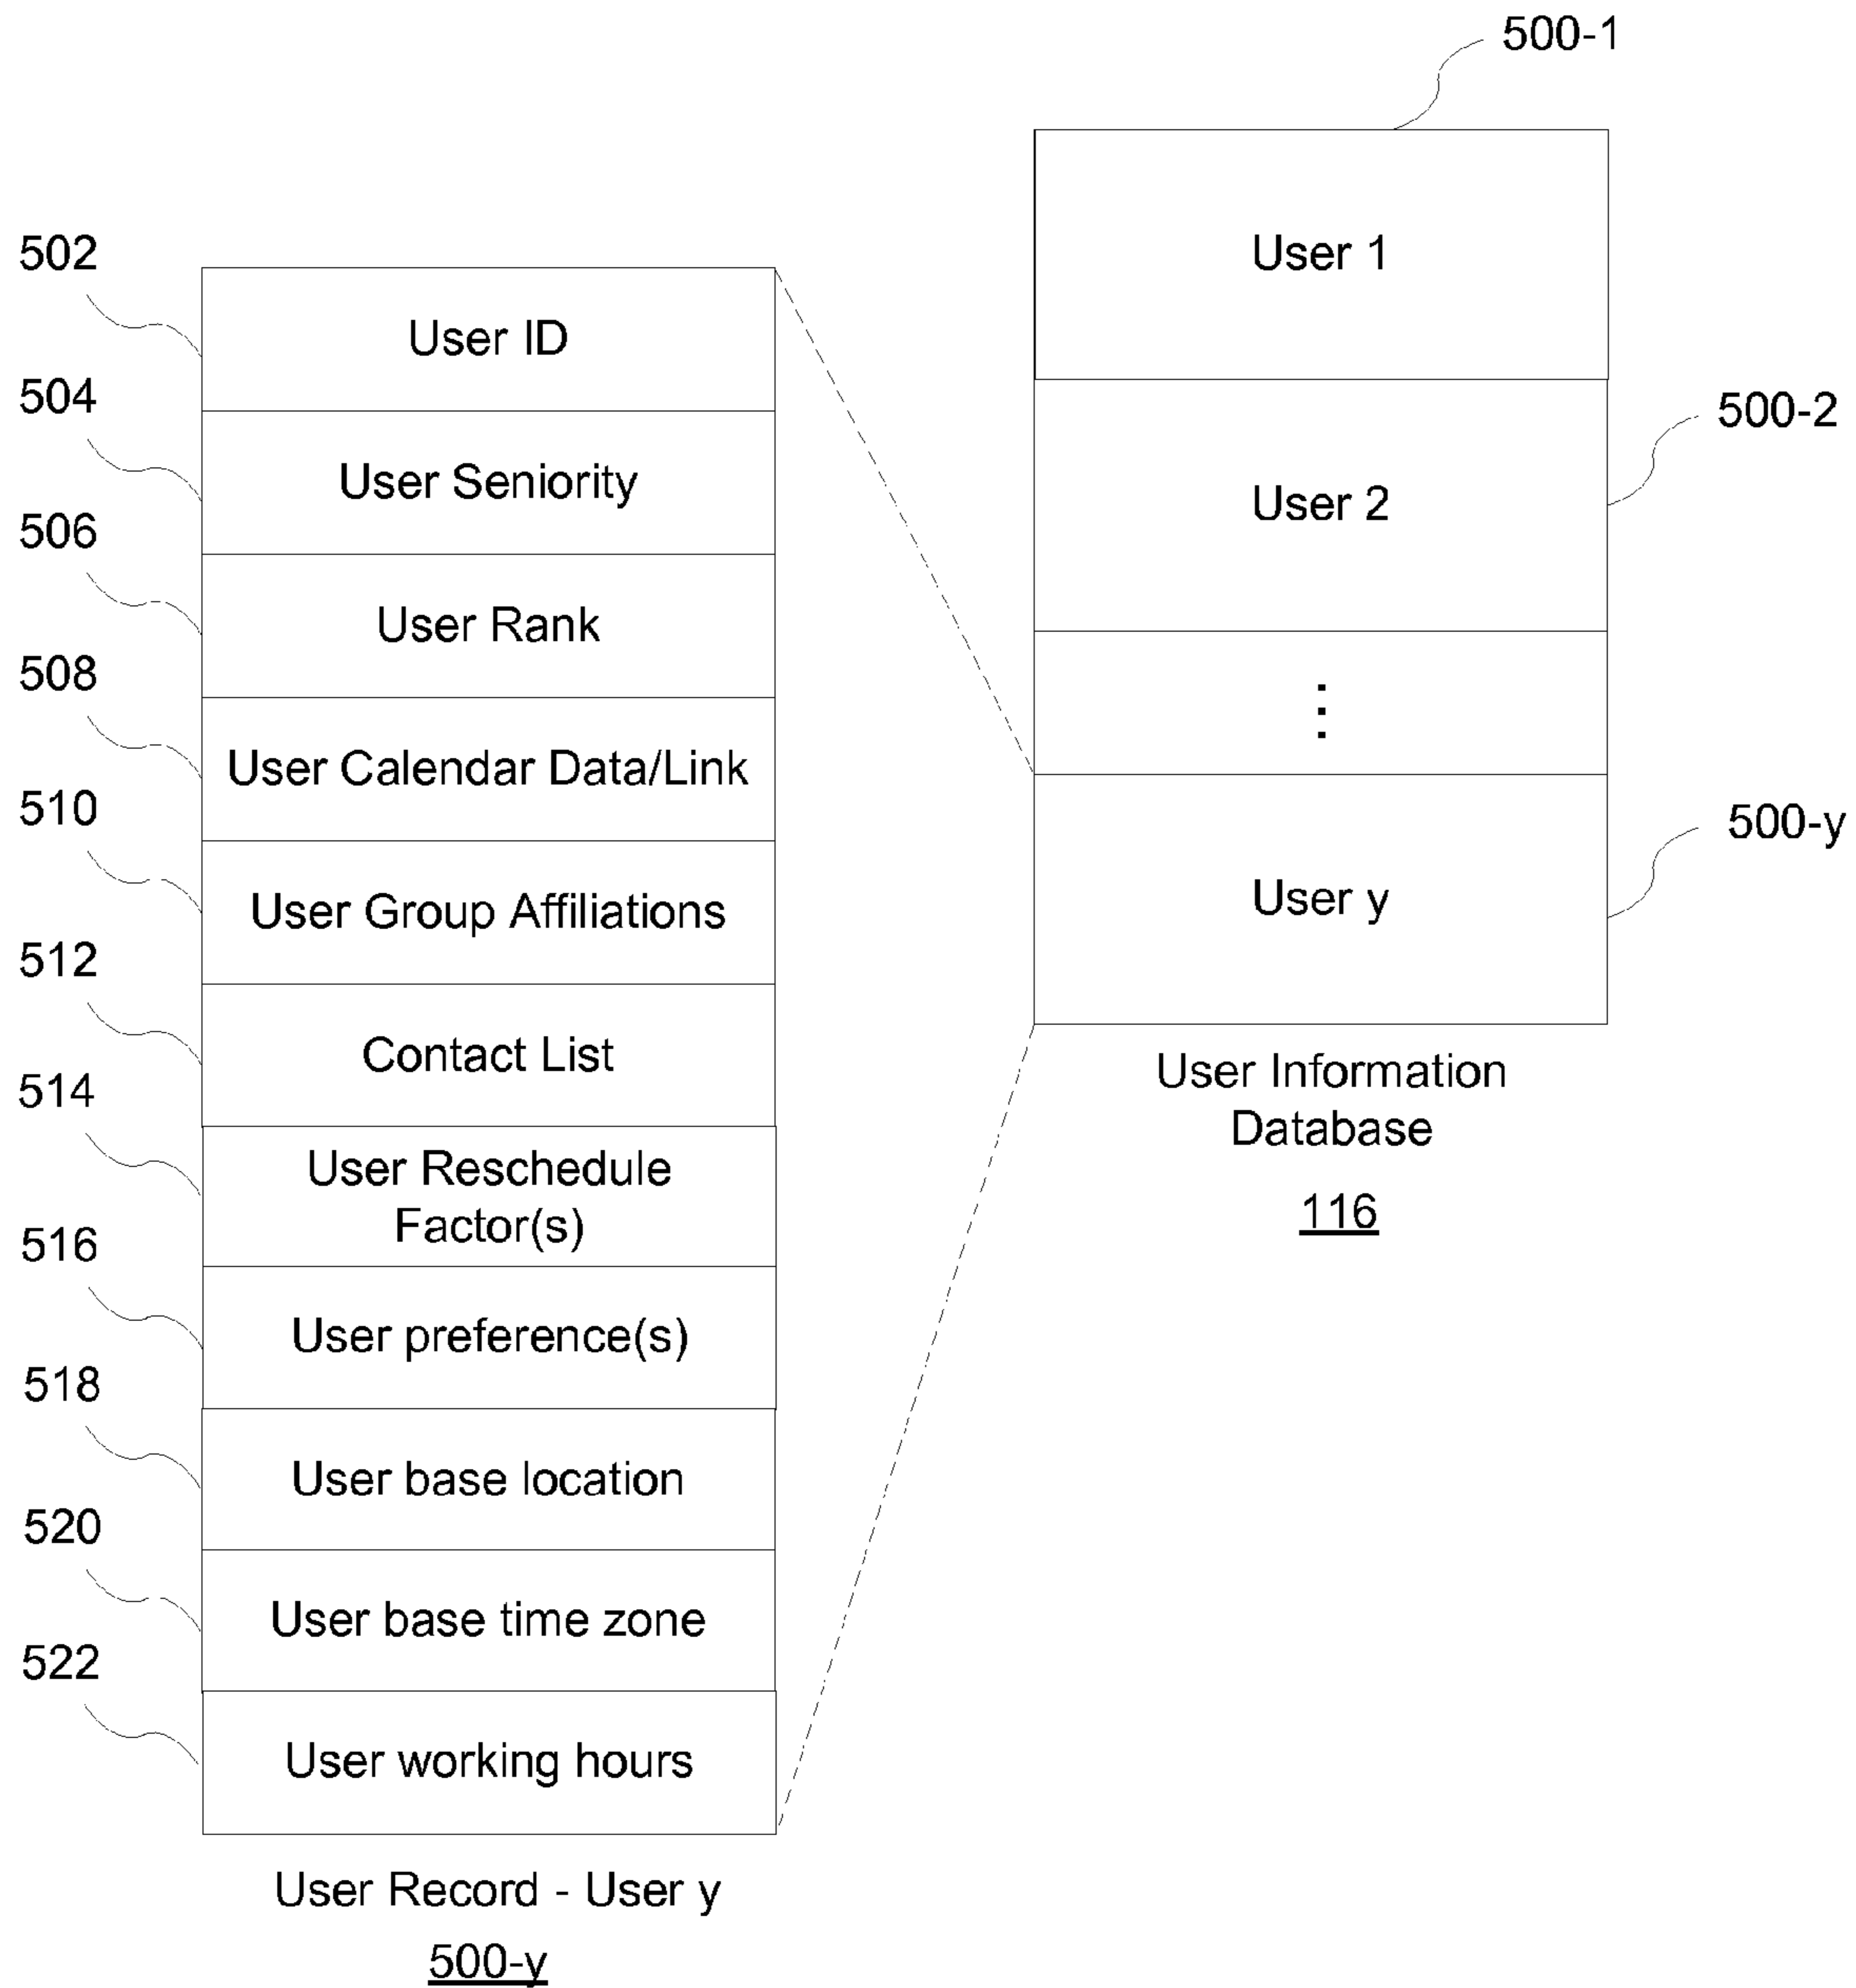 500-1
User 1
502
User ID
504
500-2
User Seniority
User 2
506
User Rank
508
⋮
User Calendar Data/Link
510
500-y
User Group Affiliations
User y
512
Contact List
User Information
Database
116
514
User Reschedule
Factor(s)
516
User preference(s)
518
User base location
520
User base time zone
522
User working hours
User Record - User y
500-y